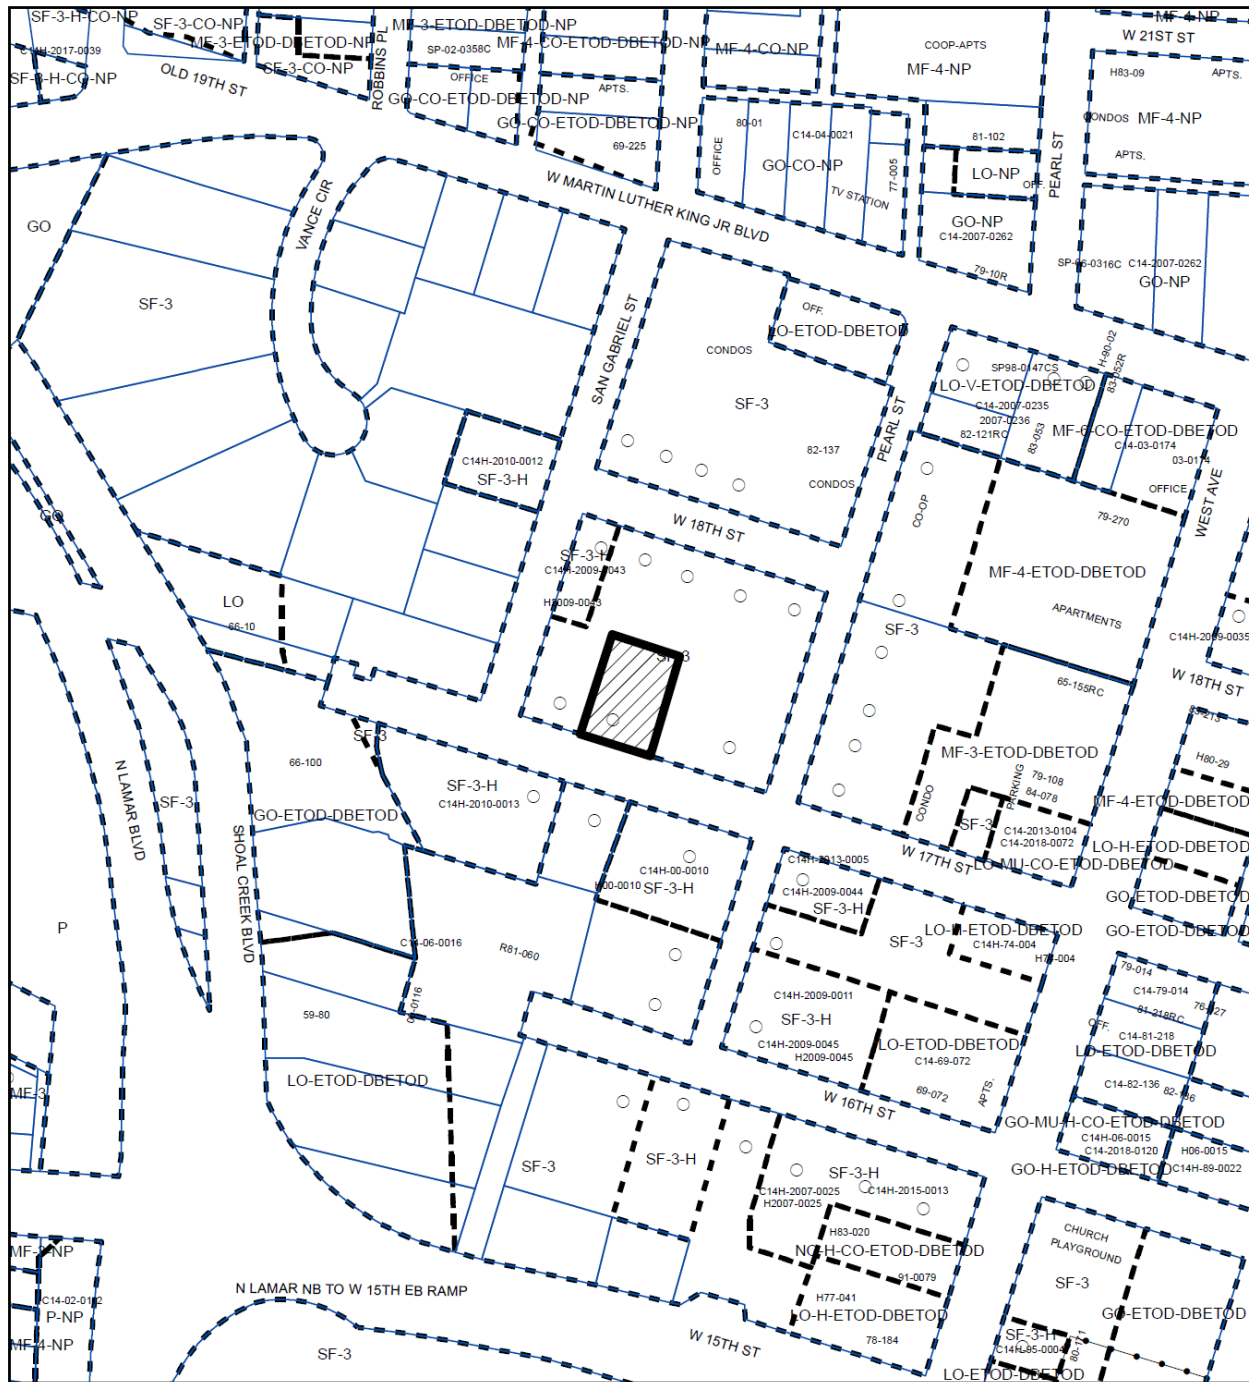 SF-3-H-CO-NP
SF-3-CO-NP
C14H-2017-0039
SF-3-H-CO-NP
MF-3-ETOD-DBETOD-NP
SF-3-CO-NP
OLD 19TH ST
ROBBINS PL
MF-3-ETOD-DBETOD-NP
SP-02-0358C
MF-4-CO-ETOD-DBETOD-NP
OFFICE
APTS.
GO-CO-ETOD-DBETOD-NP
GO-CO-ETOD-DBETOD-NP
69-225
MF-4-CO-NP
COOP-APTS
MF-4-NP
MF-4-NP
W 21ST ST
H83-09
APTS.
CONDOS
MF-4-NP
APTS.
PEARL ST
80-01
OFFICE
C14-04-0021
GO-CO-NP
TV STATION
77-005
81-102
LO-NP
OFF.
GO-NP
C14-2007-0262
79-10R
SP-96-0316C
C14-2007-0262
GO-NP
W MARTIN LUTHER KING JR BLVD
VANCE CIR
GO
SF-3
GO
SAN GABRIEL ST
CONDOS
OFF.
LO-ETOD-DBETOD
SF-3
82-137
CONDOS
PEARL ST
SP98-0147CS
LO-V-ETOD-DBETOD
C14-2007-0235
2007-0236
82-121RC
83-053
H-90-02
83-052R
MF-6-CO-ETOD-DBETOD
C14-03-0174
03-0174
OFFICE
WEST AVE
CO-OP
79-270
MF-4-ETOD-DBETOD
APARTMENTS
C14H-2010-0012
SF-3-H
W 18TH ST
SF-3-H
C14H-2009-0043
H2009-0043
SF-3
SF-3
LO
66-10
C14H-2009-0035
W 18TH ST
65-155RC
83-213
H80-29
MF-3-ETOD-DBETOD
79-108
84-078
PARKING
CONDO
SF-3
C14-2013-0104
C14-2018-0072
LO-MU-CO-ETOD-DBETOD
MF-4-ETOD-DBETOD
LO-H-ETOD-DBETOD
GO-ETOD-DBETOD
GO-ETOD-DBETOD
N LAMAR BLVD
SF-3
SHOAL CREEK BLVD
SF-3
66-100
GO-ETOD-DBETOD
SF-3-H
C14H-2010-0013
C14H-00-0010
H00-0010
SF-3-H
W 17TH ST
C14H-2013-0005
C14H-2009-0044
SF-3-H
SF-3
LO-H-ETOD-DBETOD
C14H-74-004
H74-004
P
C14-06-0016
R81-060
59-80
LO-ETOD-DBETOD
C14H-2009-0011
SF-3-H
C14H-2009-0045
H2009-0045
LO-ETOD-DBETOD
C14-69-072
69-072
APTS.
79-014
C14-79-014
81-218RC
OFF.
C14-81-218
LO-ETOD-DBETOD
C14-82-136
82-136
W 16TH ST
MF-3
SF-3
SF-3-H
SF-3-H
C14H-2007-0025
H2007-0025
C14H-2015-0013
GO-MU-H-CO-ETOD-DBETOD
C14H-06-0015
C14-2018-0120
H06-0015
GO-H-ETOD-DBETOD
C14H-89-0022
H83-020
NO-H-CO-ETOD-DBETOD
91-0079
H77-041
LO-H-ETOD-DBETOD
78-184
CHURCH
PLAYGROUND
SF-3
GO-ETOD-DBETOD
SF-3-H
C14H-95-0004
LO-ETOD-DBETOD
P-NP
MF-4-NP
N LAMAR NB TO W 15TH EB RAMP
W 15TH ST
SF-3